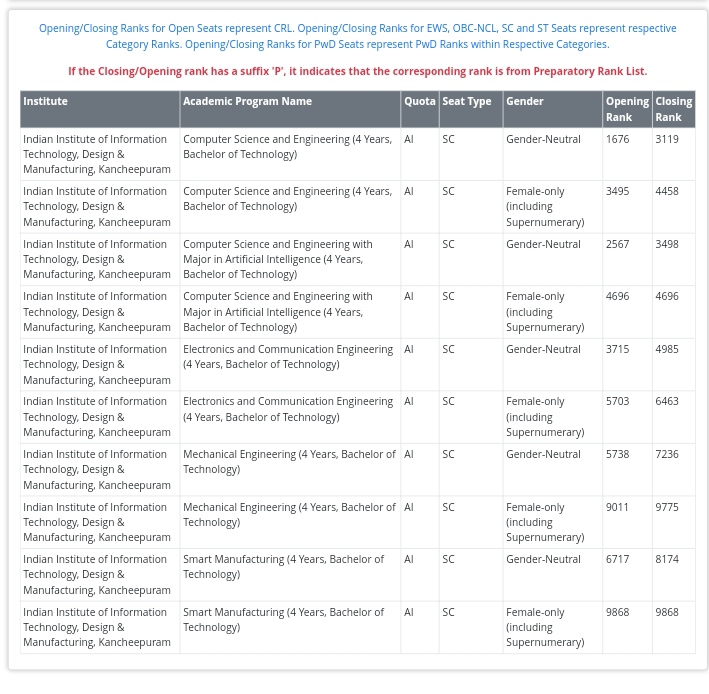 Opening/Closing Ranks for Open Seats represent CRL. Opening/Closing Ranks for EWS, OBC-NCL, SC and ST Seats represent respective
Category Ranks. Opening/Closing Ranks for PwD Seats represent PwD Ranks within Respective Categories.
If the Closing/Opening rank has a suffix 'P', it indicates that the corresponding rank is from Preparatory Rank List.
Institute Academic Program Name Quota Seat Type Gender Opening Closing
Rank Rank
Indian Institute of Information Computer Science and Engineering (4 Years, AI SC Gender-Neutral 1676 3119
Technology, Design & Bachelor of Technology)
Manufacturing, Kancheepuram
Indian Institute of Information Computer Science and Engineering (4 Years, AI SC Female-only 3495 4458
Technology, Design & Bachelor of Technology) (including
Manufacturing, Kancheepuram Supernumerary)
Indian Institute of Information Computer Science and Engineering with AI SC Gender-Neutral 2567 3498
Technology, Design & Major in Artificial Intelligence (4 Years,
Manufacturing, Kancheepuram Bachelor of Technology)
Indian Institute of Information Computer Science and Engineering with AI SC Female-only 4696 4696
Technology, Design & Major in Artificial Intelligence (4 Years, (including
Manufacturing, Kancheepuram Bachelor of Technology) Supernumerary)
Indian Institute of Information Electronics and Communication Engineering AI SC Gender-Neutral 3715 4985
Technology, Design & (4 Years, Bachelor of Technology)
Manufacturing, Kancheepuram
Indian Institute of Information Electronics and Communication Engineering AI SC Female-only 5703 6463
Technology, Design & (4 Years, Bachelor of Technology) (including
Manufacturing, Kancheepuram Supernumerary)
Indian Institute of Information Mechanical Engineering (4 Years, Bachelor of AI SC Gender-Neutral 5738 7236
Technology, Design & Technology)
Manufacturing, Kancheepuram
Indian Institute of Information Mechanical Engineering (4 Years, Bachelor of AI SC Female-only 9011 9775
Technology, Design & Technology) (including
Manufacturing, Kancheepuram Supernumerary)
Indian Institute of Information Smart Manufacturing (4 Years, Bachelor of AI SC Gender-Neutral 6717 8174
Technology, Design & Technology)
Manufacturing, Kancheepuram
Indian Institute of Information Smart Manufacturing (4 Years, Bachelor of AI SC Female-only 9868 9868
Technology, Design & Technology) (including
Manufacturing, Kancheepuram Supernumerary)